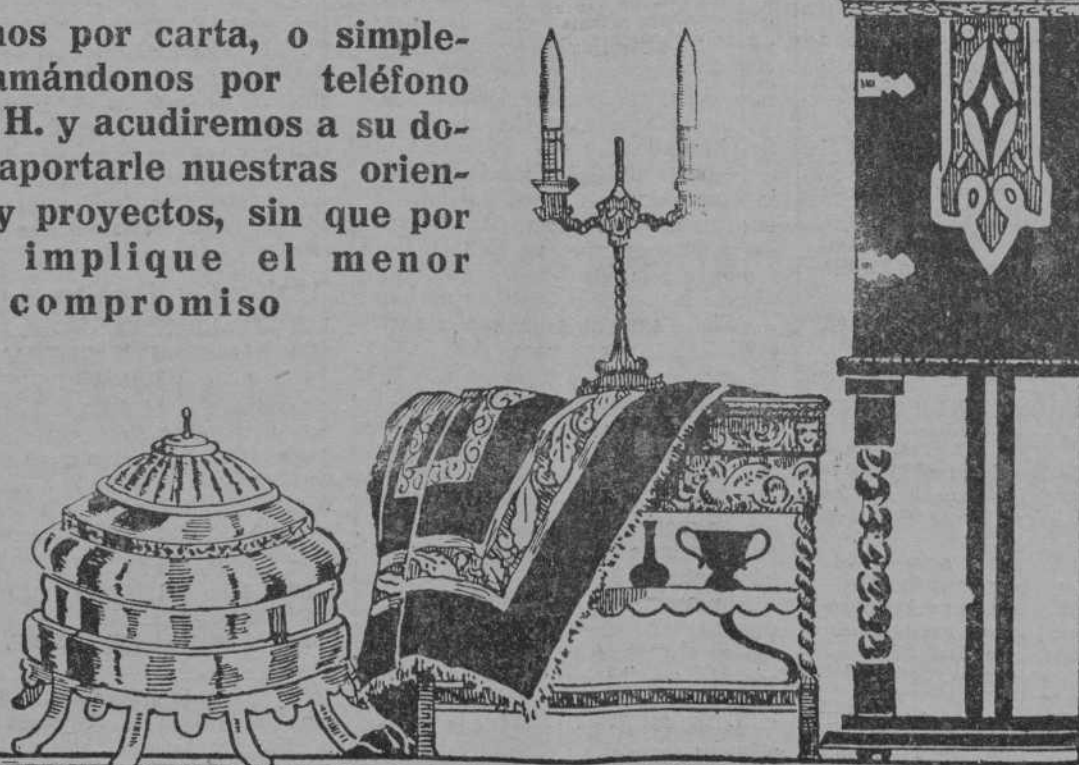 nos por carta, o simple-
amándonos por teléfono
H. y acudiremos a su do-
aportarle nuestras orien-
y proyectos, sin que por
implique el menor
compromiso